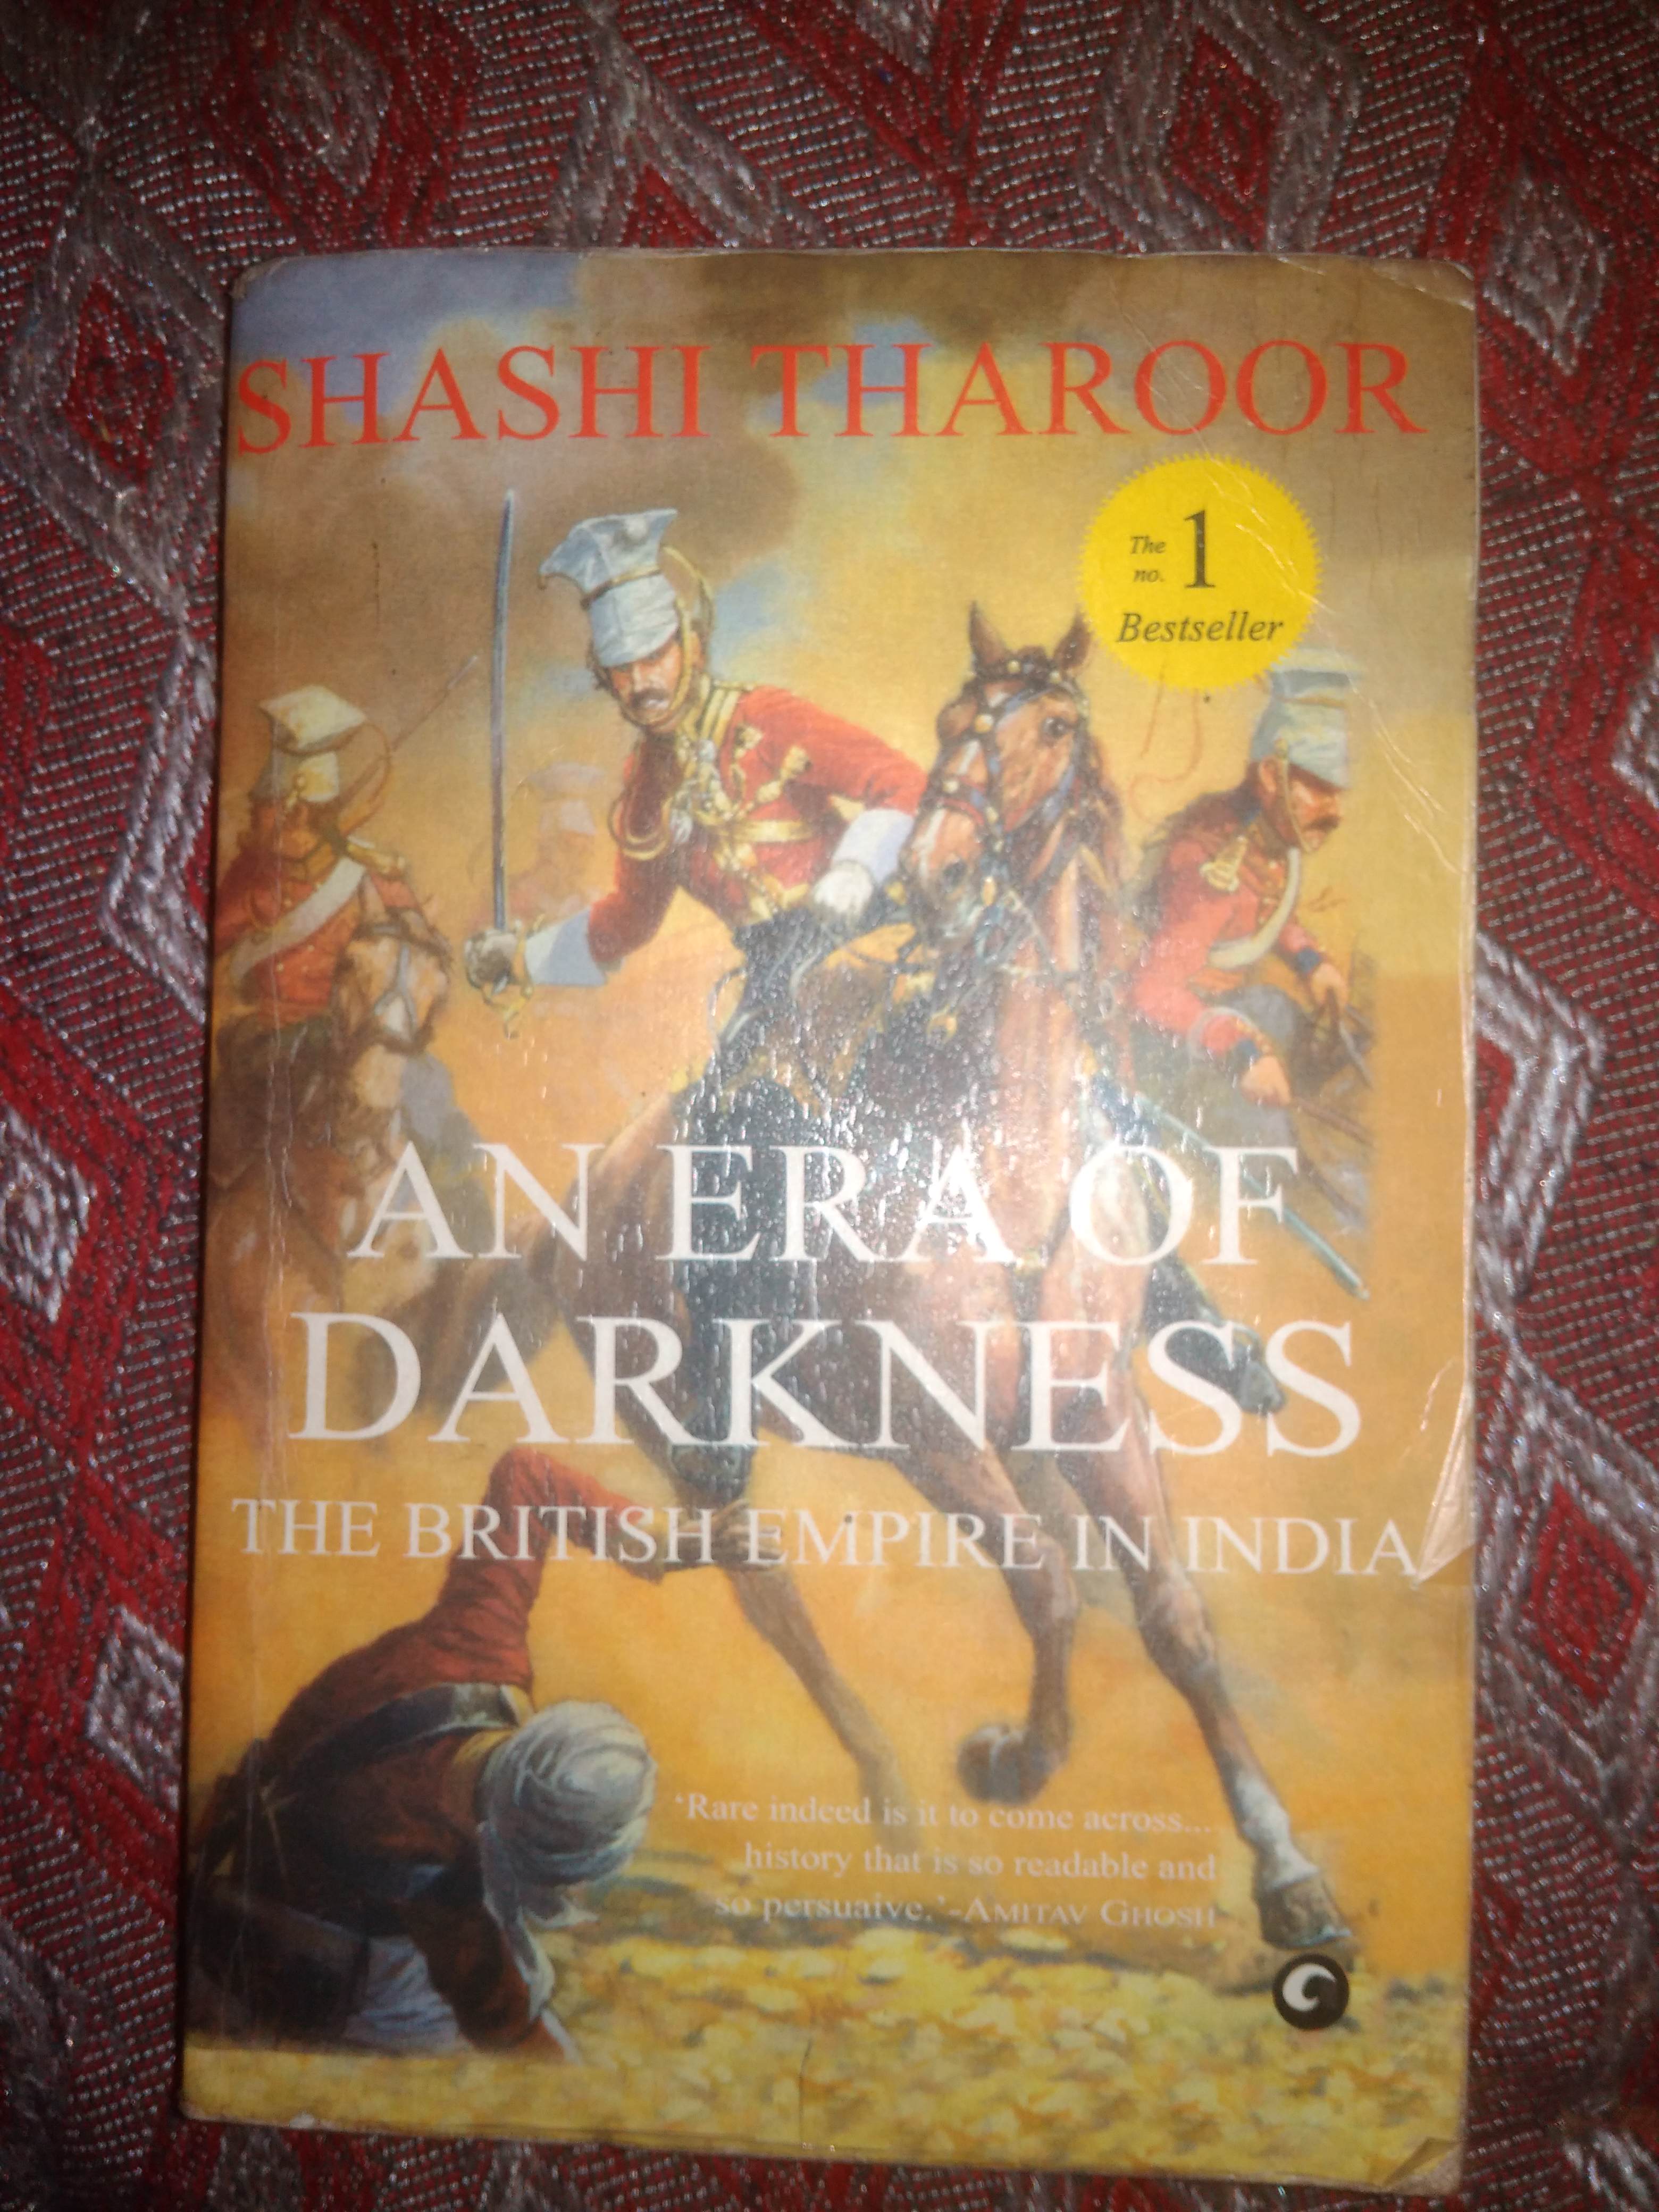 SHASHI THAROOR
The
no. 1
Bestseller
AN ERA OF
DARKNESS
THE BRITISH EMPIRE IN INDIA
‘Rare indeed is it to come across...
history that is so readable and
so persuaive.’-AMITAV GHOSH